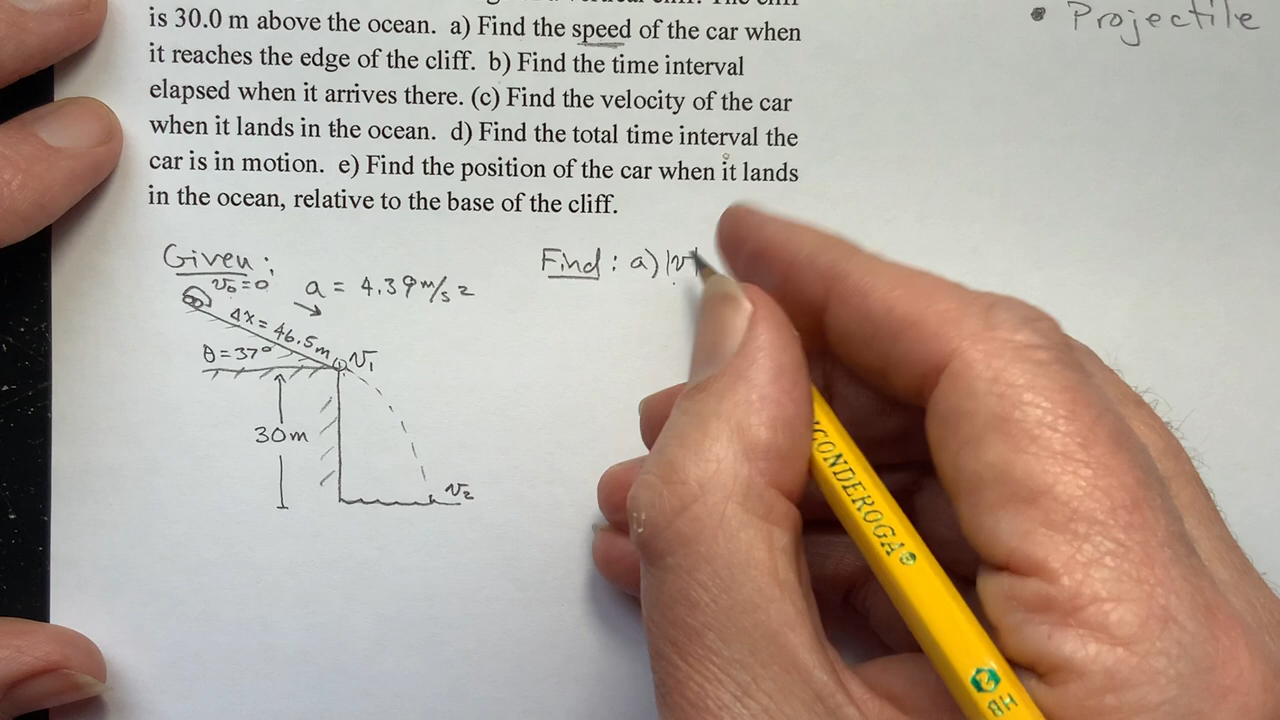 is 30.0 m above the ocean. a) Find the speed of the car when
it reaches the edge of the cliff. b) Find the time interval
elapsed when it arrives there. (c) Find the velocity of the car
when it lands in the ocean. d) Find the total time interval the
car is in motion. e) Find the position of the car when it lands
in the ocean, relative to the base of the cliff.
• Projectile
Given:
v₀=0
a = 4.39 m/s²
Δx = 46.5m
θ = 37°
v₁
30m
v₂
Find: a) |v|
TICONDEROGA®
2
HB